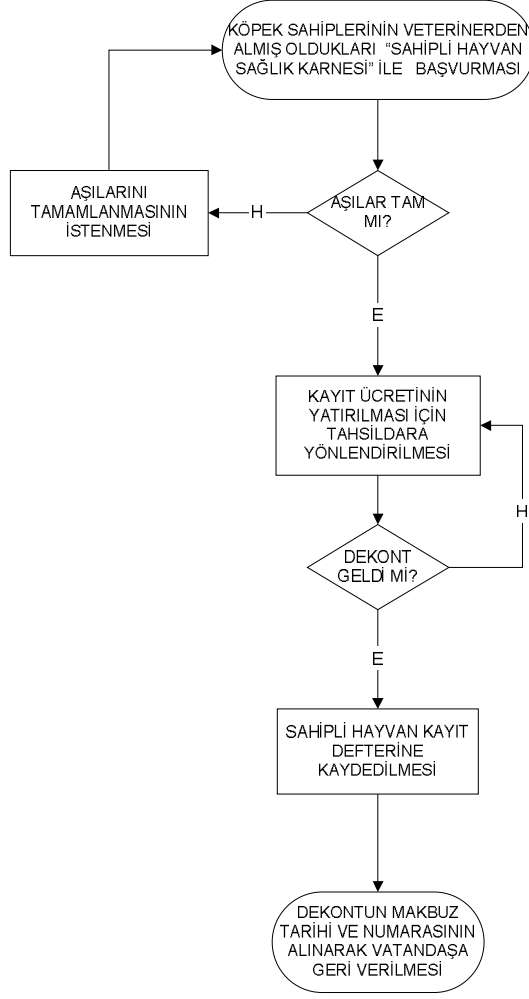 KÖPEK SAHİPLERİNİN VETERİNERDEN
ALMIŞ OLDUKLARI “SAHİPLİ HAYVAN
SAĞLIK KARNESİ” İLE BAŞVURMASI
AŞILARINI
TAMAMLANMASININ
İSTENMESİ
H
AŞILAR TAM
MI?
E
KAYIT ÜCRETİNİN
YATIRILMASI İÇİN
TAHSİLDARA
YÖNLENDİRİLMESİ
H
DEKONT
GELDİ Mİ?
E
SAHİPLİ HAYVAN KAYIT
DEFTERİNE
KAYDEDİLMESİ
DEKONTUN MAKBUZ
TARİHİ VE NUMARASININ
ALINARAK VATANDAŞA
GERİ VERİLMESİ